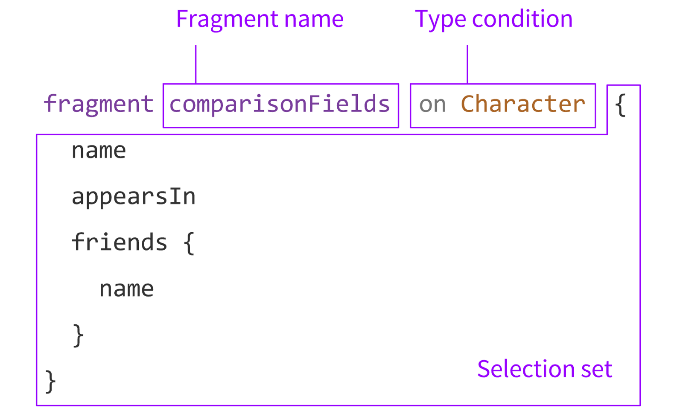 Fragment name Type condition
fragment comparisonFields on Character {
name
appearsIn
friends {
name
}
Selection set
}